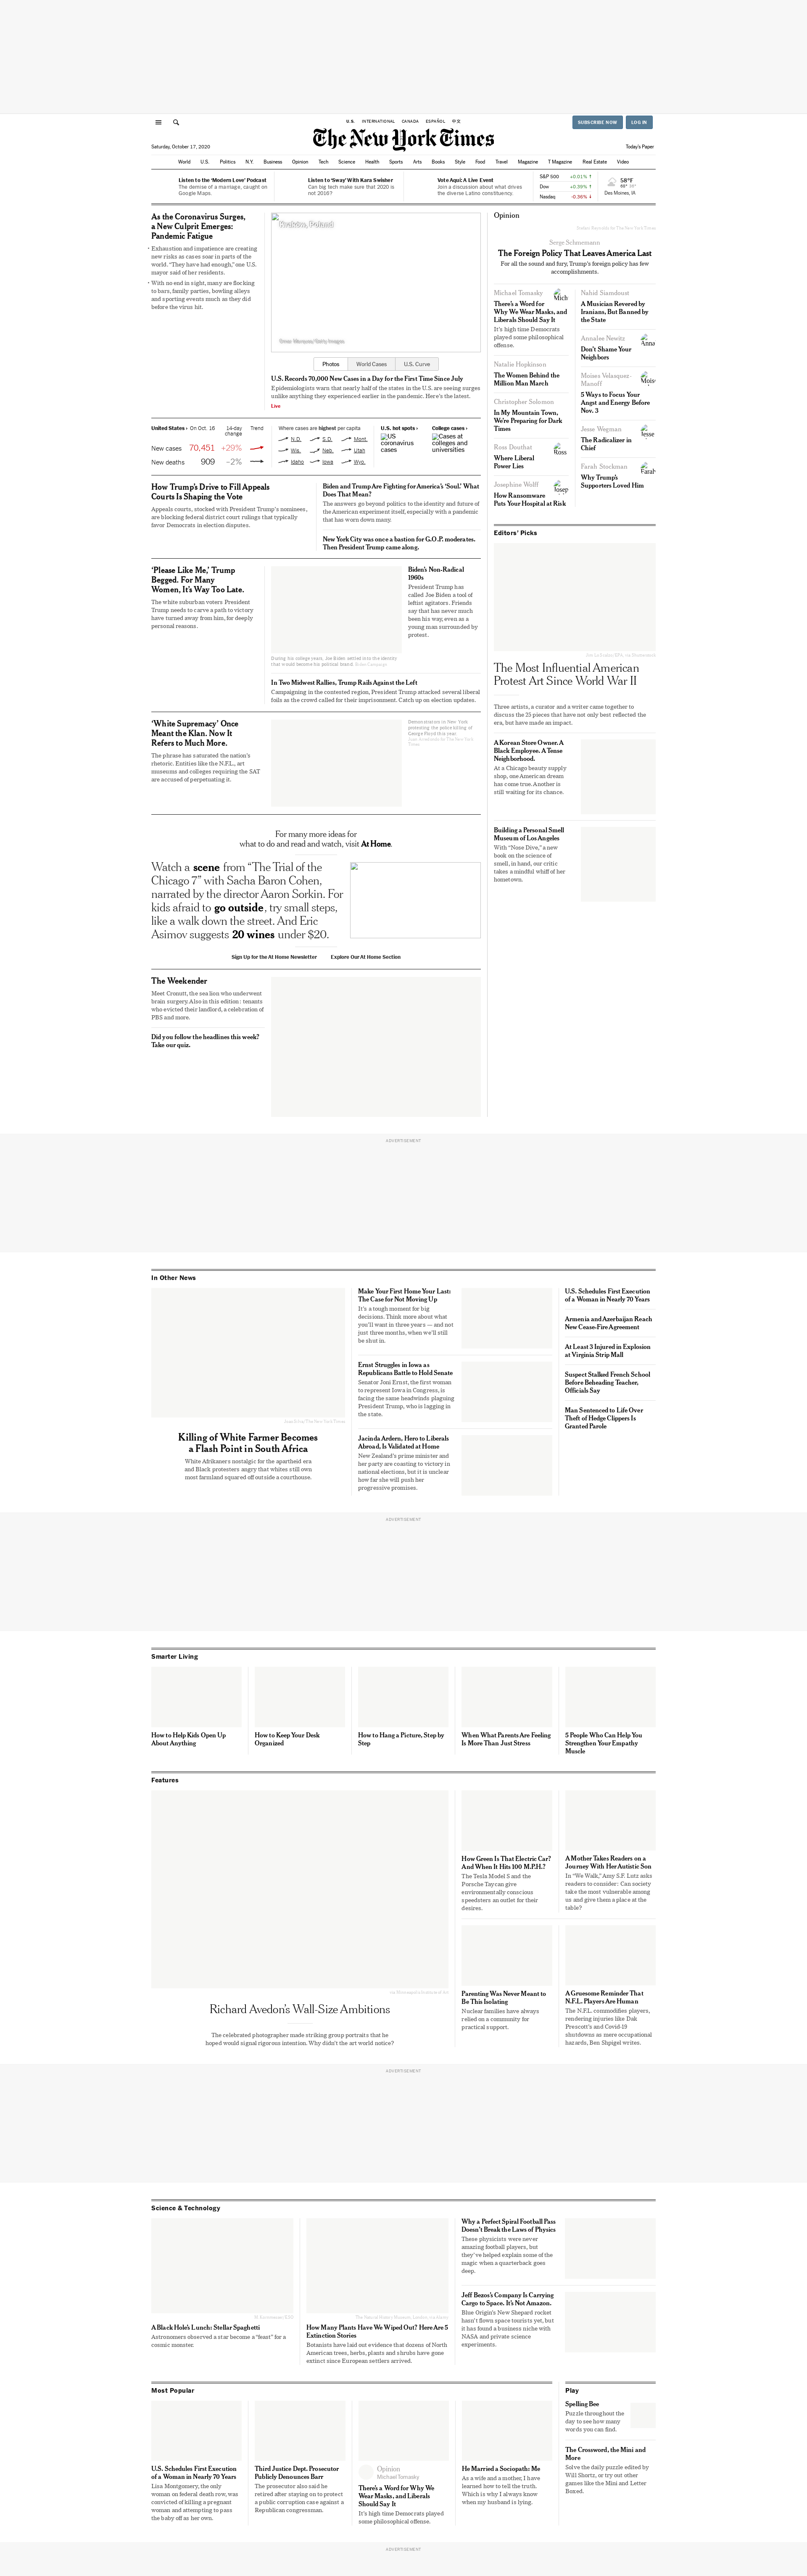 U.S. INTERNATIONAL CANADA ESPAÑOL 中文
SUBSCRIBE NOW LOG IN
The New York Times
Saturday, October 17, 2020
Today's Paper
World U.S. Politics N.Y. Business Opinion Tech Science Health Sports Arts Books Style Food Travel Magazine T Magazine Real Estate Video
Listen to the 'Modern Love' Podcast
The demise of a marriage, caught on
Google Maps.
Listen to 'Sway' With Kara Swisher
Can big tech make sure that 2020 is
not 2016?
Vote Aquí: A Live Event
Join a discussion about what drives
the diverse Latino constituency.
S&P 500 +0.01% ↑
Dow +0.39% ↑
Nasdaq -0.36% ↓
58°F
Des Moines, IA
As the Coronavirus Surges,
a New Culprit Emerges:
Pandemic Fatigue
• Exhaustion and impatience are creating
new risks as cases soar in parts of the
world. "They have had enough," one U.S.
mayor said of her residents.
• With no end in sight, many are flocking
to bars, family parties, bowling alleys
and sporting events much as they did
before the virus hit.
Krakow, Poland
Omar Marques/Getty Images
Photos World Cases U.S. Curve
U.S. Records 70,000 New Cases in a Day for the First Time Since July
Epidemiologists warn that nearly half of the states in the U.S. are seeing surges
unlike anything they experienced earlier in the pandemic. Here's the latest.
Live
United States › On Oct. 16 14-day
change Trend
New cases 70,451 +29%
New deaths 909 –2%
Where cases are highest per capita
N.D. S.D. Mont.
Wis. Neb. Utah
Idaho Iowa Wyo.
U.S. hot spots ›
US
coronavirus
cases
College cases ›
Cases at
colleges and
universities
How Trump's Drive to Fill Appeals
Courts Is Shaping the Vote
Appeals courts, stocked with President Trump's nominees,
are blocking federal district court rulings that typically
favor Democrats in election disputes.
Biden and Trump Are Fighting for America's 'Soul.' What
Does That Mean?
The answers go beyond politics to the identity and future of
the American experiment itself, especially with a pandemic
that has worn down many.
New York City was once a bastion for G.O.P. moderates.
Then President Trump came along.
'Please Like Me,' Trump
Begged. For Many
Women, It's Way Too Late.
The white suburban voters President
Trump needs to carve a path to victory
have turned away from him, for deeply
personal reasons.
During his college years, Joe Biden settled into the identity
that would become his political brand. Biden Campaign
Biden's Non-Radical
1960s
President Trump has
called Joe Biden a tool of
leftist agitators. Friends
say that has never much
been his way, even as a
young man surrounded by
protest.
In Two Midwest Rallies, Trump Rails Against the Left
Campaigning in the contested region, President Trump attacked several liberal
foils as the crowd called for their imprisonment. Catch up on election updates.
'White Supremacy' Once
Meant the Klan. Now It
Refers to Much More.
The phrase has saturated the nation's
rhetoric. Entities like the N.F.L., art
museums and colleges requiring the SAT
are accused of perpetuating it.
Demonstration in New York
protesting the police killing of
George Floyd this year.
For many more ideas for
what to do and read and watch, visit At Home.
Watch a scene from "The Trial of the
Chicago 7" with Sacha Baron Cohen,
narrated by the director Aaron Sorkin. For
kids afraid to go outside, try small steps,
like a walk down the street. And Eric
Asimov suggests 20 wines under $20.
Sign Up for the At Home Newsletter Explore Our At Home Section
The Weekender
Meet Cronutt, the sea lion who underwent
brain surgery. Also in this edition: tenants
who evicted their landlord, a celebration of
PBS and more.
Did you follow the headlines this week?
Take our quiz.
Opinion
Serge Schmemann
The Foreign Policy That Leaves America Last
For all the sound and fury, Trump's foreign policy has few
accomplishments.
Michael Tomasky
Mich
There's a Word for
Why We Wear Masks, and
Liberals Should Say It
It's high time Democrats
played some philosophical
offense.
Natalie Hopkinson
The Women Behind the
Million Man March
Christopher Solomon
In My Mountain Town,
We're Preparing for Dark
Times
Ross Douthat
Ross
Where Liberal
Power Lies
Josephine Wolff
Josep
How Ransomware
Puts Your Hospital at Risk
Nahid Siamdoust
A Musician Revered by
Iranians, But Banned by
the State
Annalee Newitz
Anna
Don't Shame Your
Neighbors
Moises Velasquez-
Manoff
Moise
5 Ways to Focus Your
Angst and Energy Before
Nov. 3
Jesse Wegman
Jesse
The Radicalizer in
Chief
Farah Stockman
Farah
Why Trump's
Supporters Loved Him
Editors' Picks
The Most Influential American
Protest Art Since World War II
Three artists, a curator and a writer came together to
discuss the 25 pieces that have not only best reflected the
era, but have made an impact.
A Korean Store Owner. A
Black Employee. A Tense
Neighborhood.
At a Chicago beauty supply
shop, one American dream
has come true. Another is
still waiting for its chance.
Building a Personal Smell
Museum of Los Angeles
With "Nose Dive," a new
book on the science of
smell, in hand, our critic
takes a mindful whiff of her
hometown.
ADVERTISEMENT
In Other News
Killing of White Farmer Becomes
a Flash Point in South Africa
White Afrikaners nostalgic for the apartheid era
and Black protesters angry that whites still own
most farmland squared off outside a courthouse.
Make Your First Home Your Last:
The Case for Not Moving Up
It's a tough moment for big
decisions. Think more about what
you'll want in three years — and not
just three months, when we'll still
be shut in.
Ernst Struggles in Iowa as
Republicans Battle to Hold Senate
Senator Joni Ernst, the first woman
to represent Iowa in Congress, is
facing the same headwinds plaguing
President Trump, who is lagging in
the state.
Jacinda Ardern, Hero to Liberals
Abroad, Is Validated at Home
New Zealand's prime minister and
her party are coasting to victory in
national elections, but it is unclear
how far she will push her
progressive promises.
U.S. Schedules First Execution
of a Woman in Nearly 70 Years
Armenia and Azerbaijan Reach
New Cease-Fire Agreement
At Least 3 Injured in Explosion
at Virginia Strip Mall
Suspect Stalked French School
Before Beheading Teacher,
Officials Say
Man Sentenced to Life Over
Theft of Hedge Clippers Is
Granted Parole
ADVERTISEMENT
Smarter Living
How to Help Kids Open Up
About Anything
How to Keep Your Desk
Organized
How to Hang a Picture, Step by
Step
When What Parents Are Feeling
Is More Than Just Stress
5 People Who Can Help You
Strengthen Your Empathy
Muscle
Features
Richard Avedon's Wall-Size Ambitions
The celebrated photographer made striking group portraits that he
hoped would signal rigorous intention. Why didn't the art world notice?
How Green Is That Electric Car?
And When It Hits 100 M.P.H.?
The Tesla Model S and the
Porsche Taycan give
environmentally conscious
speedsters an outlet for their
desires.
A Mother Takes Readers on a
Journey With Her Autistic Son
In "We Walk," Amy S.F. Lutz asks
readers to consider: Can society
take the most vulnerable among
us and give them a place at the
table?
Parenting Was Never Meant to
Be This Isolating
Nuclear families have always
relied on a community for
practical support.
A Gruesome Reminder That
N.F.L. Players Are Human
The N.F.L. commodifies players,
rendering injuries like Dak
Prescott's and Covid-19
shutdowns as mere occupational
hazards, Ben Shpigel writes.
ADVERTISEMENT
Science & Technology
A Black Hole's Lunch: Stellar Spaghetti
Astronomers observed a star become a "feast" for a
cosmic monster.
How Many Plants Have We Wiped Out? Here Are 5
Extinction Stories
Botanists have laid out evidence that dozens of North
American trees, herbs, plants and shrubs have gone
extinct since European settlers arrived.
Why a Perfect Spiral Football Pass
Doesn't Break the Laws of Physics
These physicists were never
amazing football players, but
they've helped explain some of the
magic when a quarterback goes
deep.
Jeff Bezos's Company Is Carrying
Cargo to Space. It's Not Amazon.
Blue Origin's New Shepard rocket
hasn't flown space tourists yet, but
it has found a business niche with
NASA and private science
experiments.
Most Popular
U.S. Schedules First Execution
of a Woman in Nearly 70 Years
Lisa Montgomery, the only
woman on federal death row, was
convicted of killing a pregnant
woman and attempting to pass
the baby off as her own.
Third Justice Dept. Prosecutor
Publicly Denounces Barr
The prosecutor also said he
retired after staying on to protect
a public corruption case against a
Republican congressman.
Opinion
Michael Tomasky
There's a Word for Why We
Wear Masks, and Liberals
Should Say It
It's high time Democrats played
some philosophical offense.
He Married a Sociopath: Me
As a wife and a mother, I have
learned how to tell the truth.
Which is why I always know
when my husband is lying.
Play
Spelling Bee
Puzzle throughout the
day to see how many
words you can find.
The Crossword, the Mini and
More
Solve the daily puzzle edited by
Will Shortz, or try out other
games like the Mini and Letter
Boxed.
ADVERTISEMENT